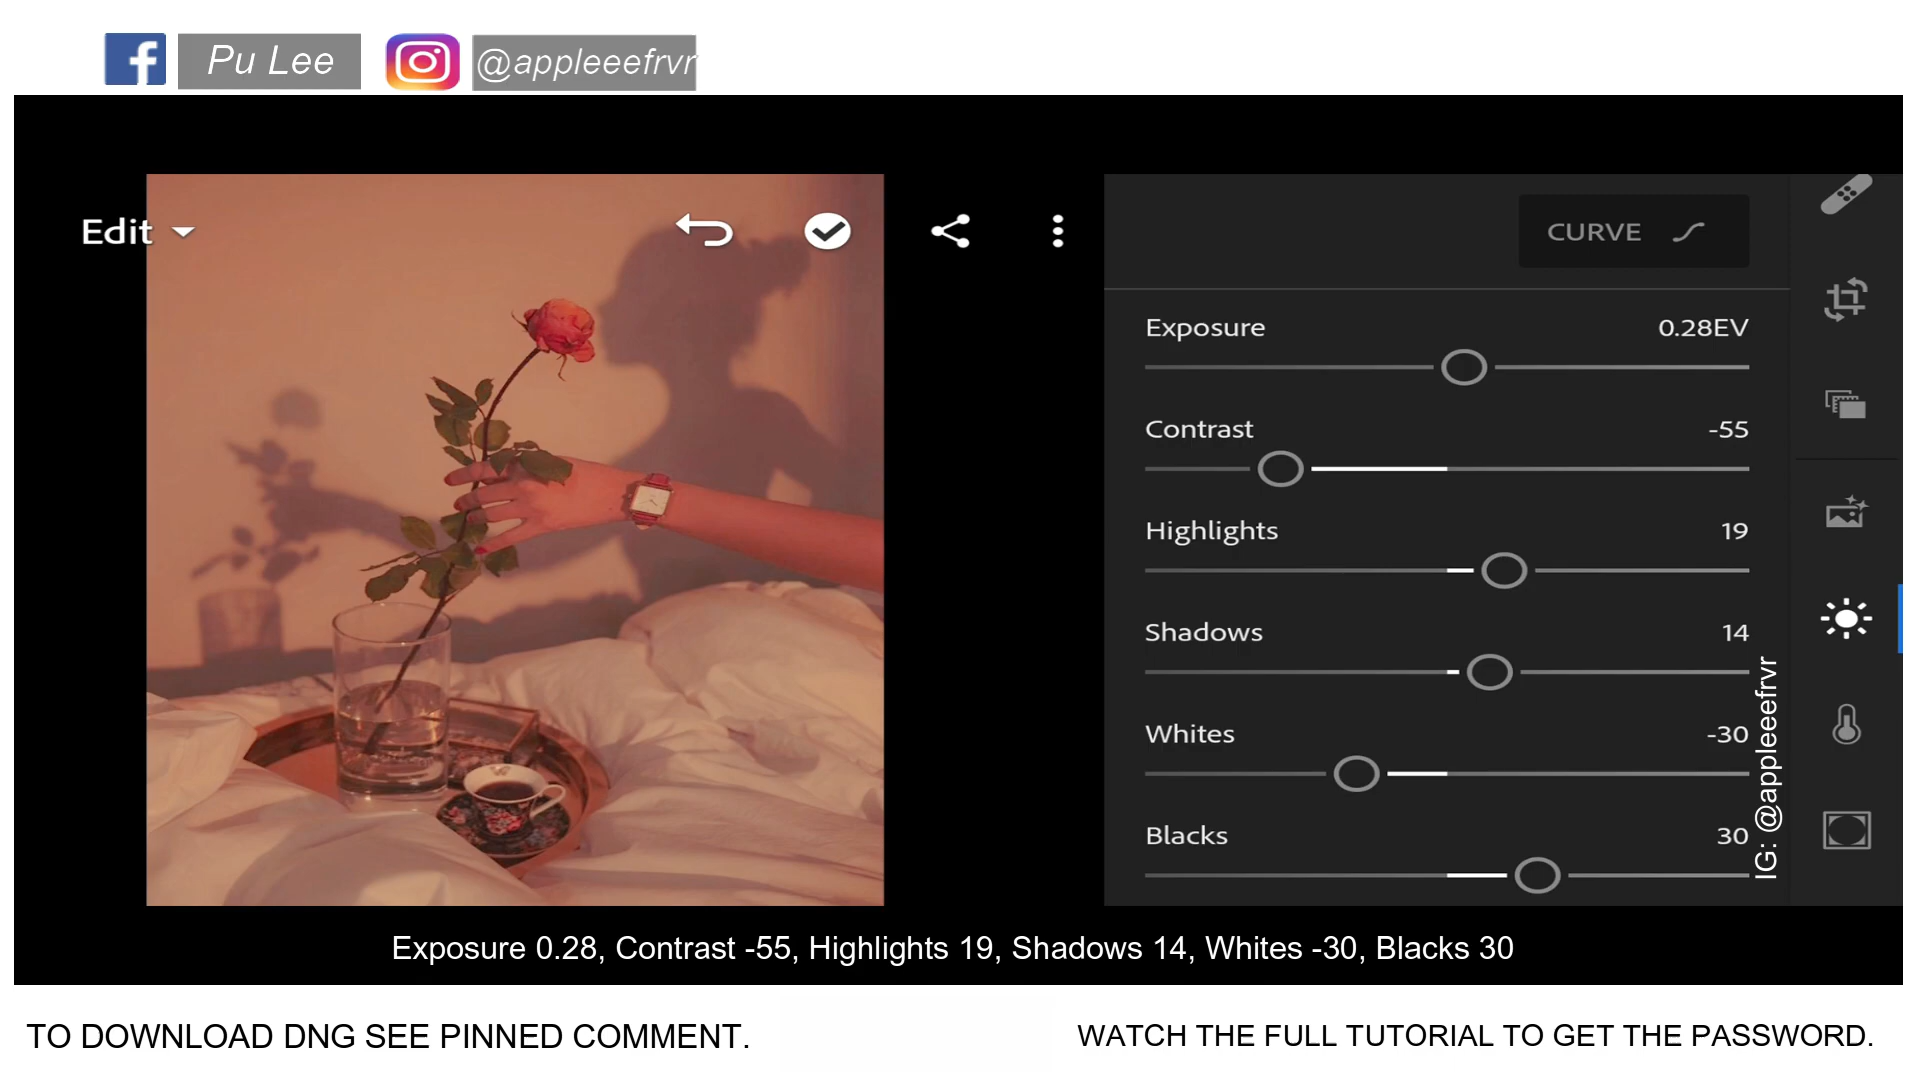 Pu Lee
@appleeefrvr
Edit
CURVE
Exposure 0.28EV
Contrast -55
Highlights 19
Shadows 14
Whites -30
Blacks 30
IG: @appleeefrvr
Exposure 0.28, Contrast -55, Highlights 19, Shadows 14, Whites -30, Blacks 30
TO DOWNLOAD DNG SEE PINNED COMMENT.
WATCH THE FULL TUTORIAL TO GET THE PASSWORD.